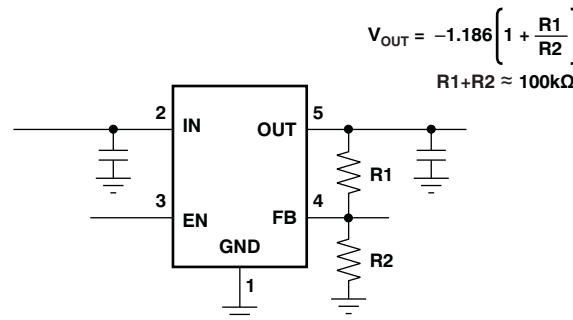 V_OUT = −1.186[1 + R1/R2]
R1+R2 ≈ 100kΩ
2
IN
OUT
5
R1
3
EN
FB
4
GND
R2
1